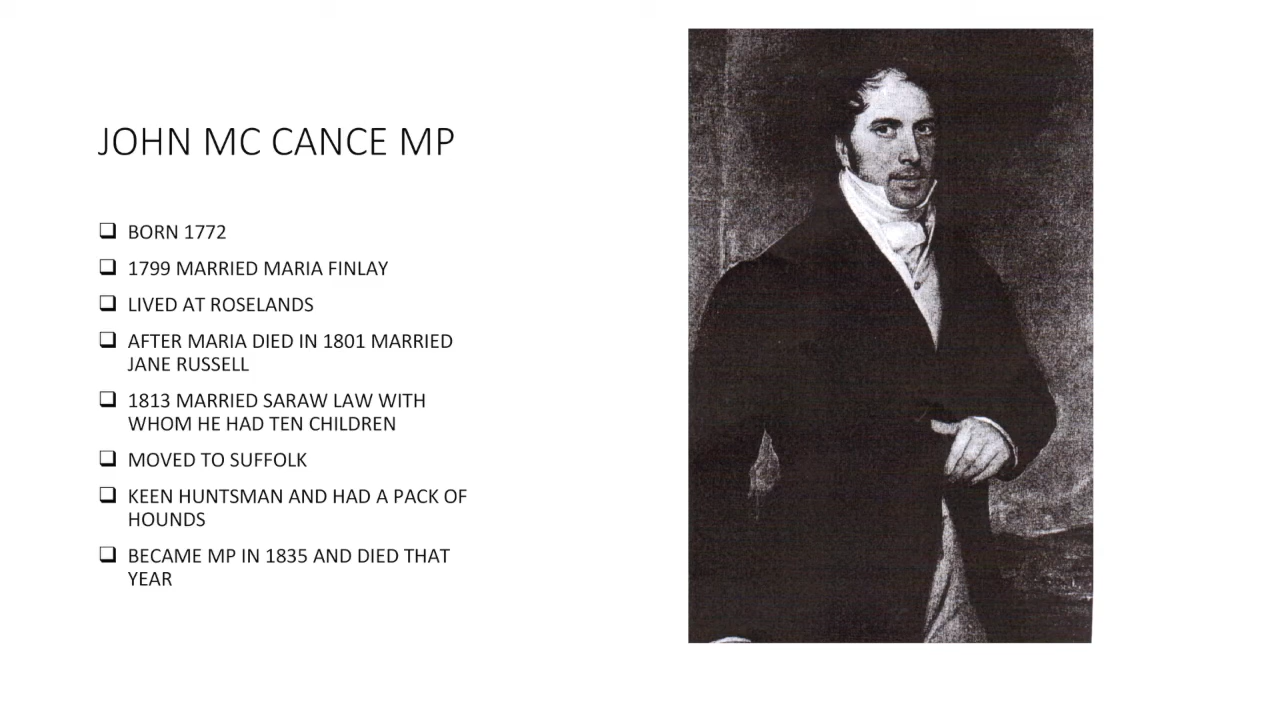 JOHN MC CANCE MP
BORN 1772
1799 MARRIED MARIA FINLAY
LIVED AT ROSELANDS
AFTER MARIA DIED IN 1801 MARRIED
JANE RUSSELL
1813 MARRIED SARAW LAW WITH
WHOM HE HAD TEN CHILDREN
MOVED TO SUFFOLK
KEEN HUNTSMAN AND HAD A PACK OF
HOUNDS
BECAME MP IN 1835 AND DIED THAT
YEAR